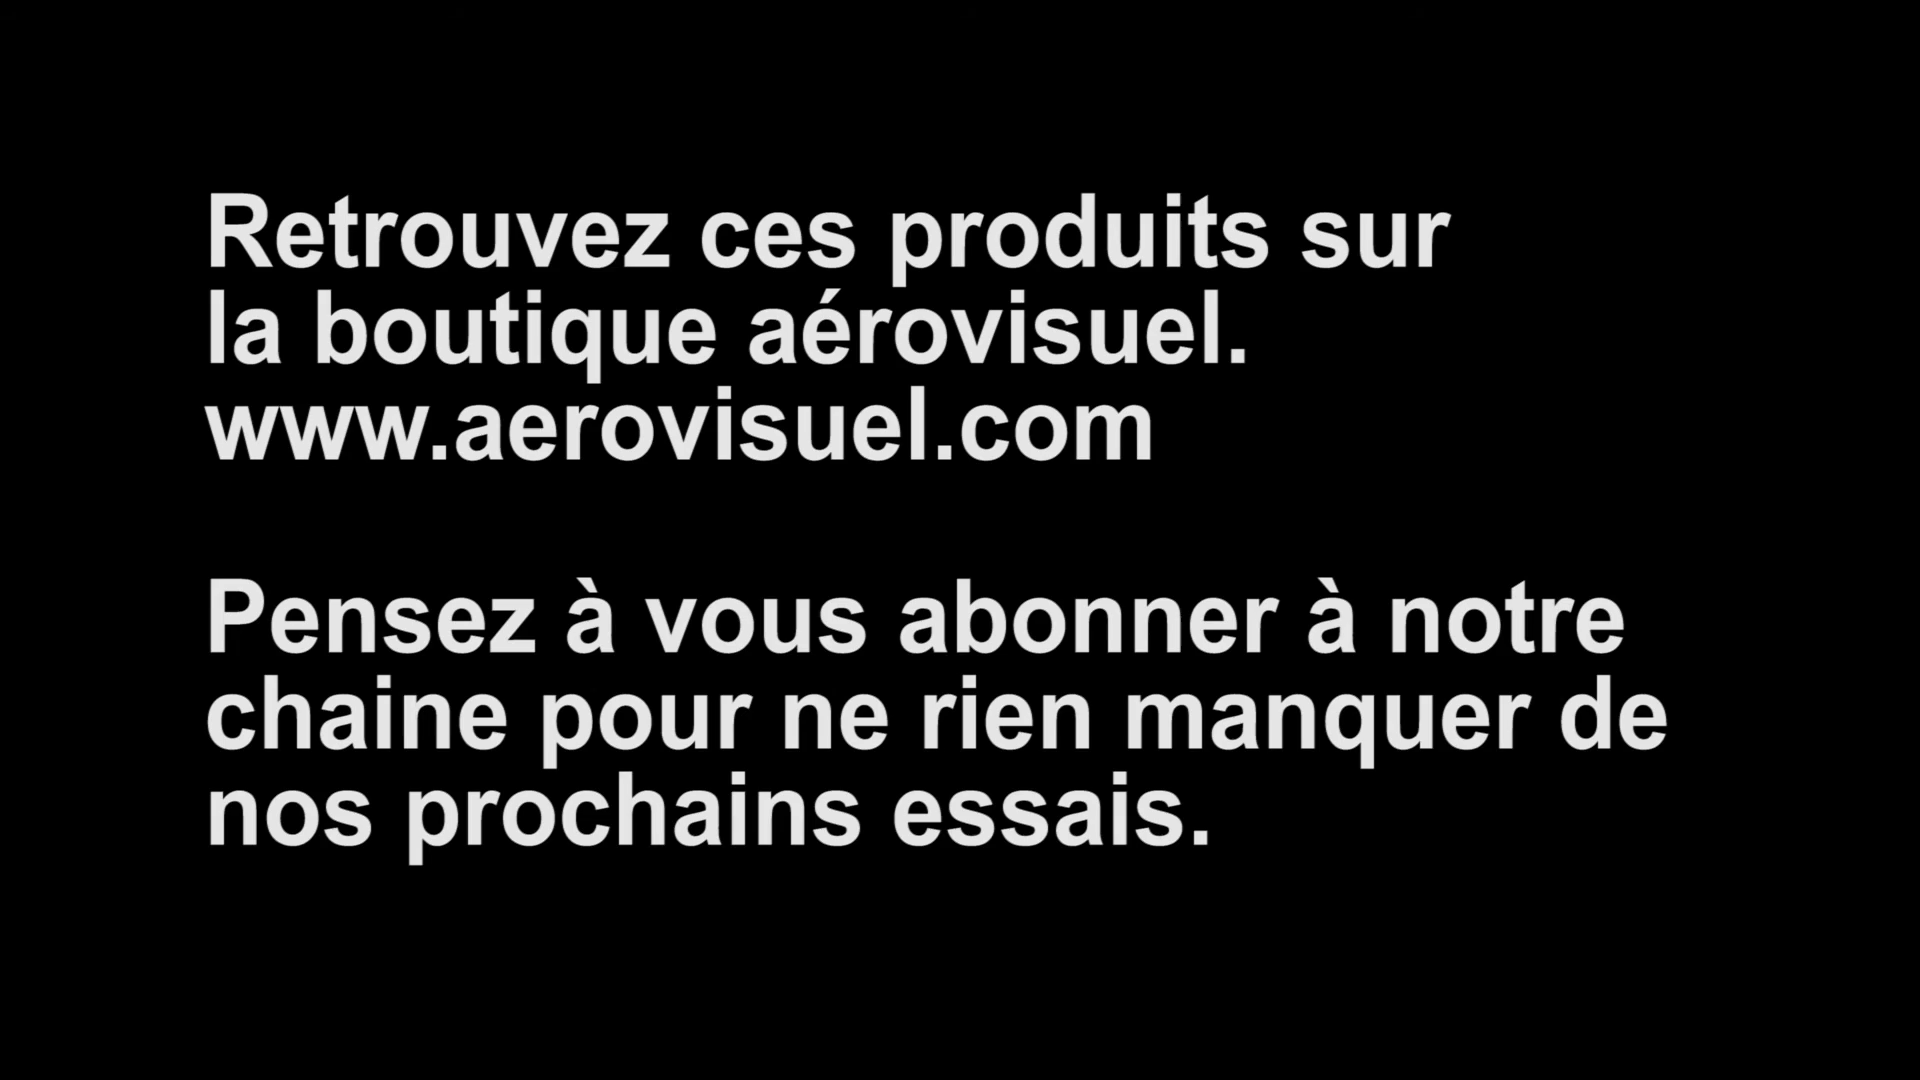 Retrouvez ces produits sur
la boutique aérovisuel.
www.aerovisuel.com
Pensez à vous abonner à notre
chaine pour ne rien manquer de
nos prochains essais.